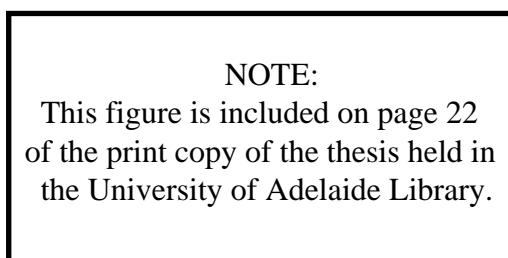 NOTE:
This figure is included on page 22
of the print copy of the thesis held in
the University of Adelaide Library.